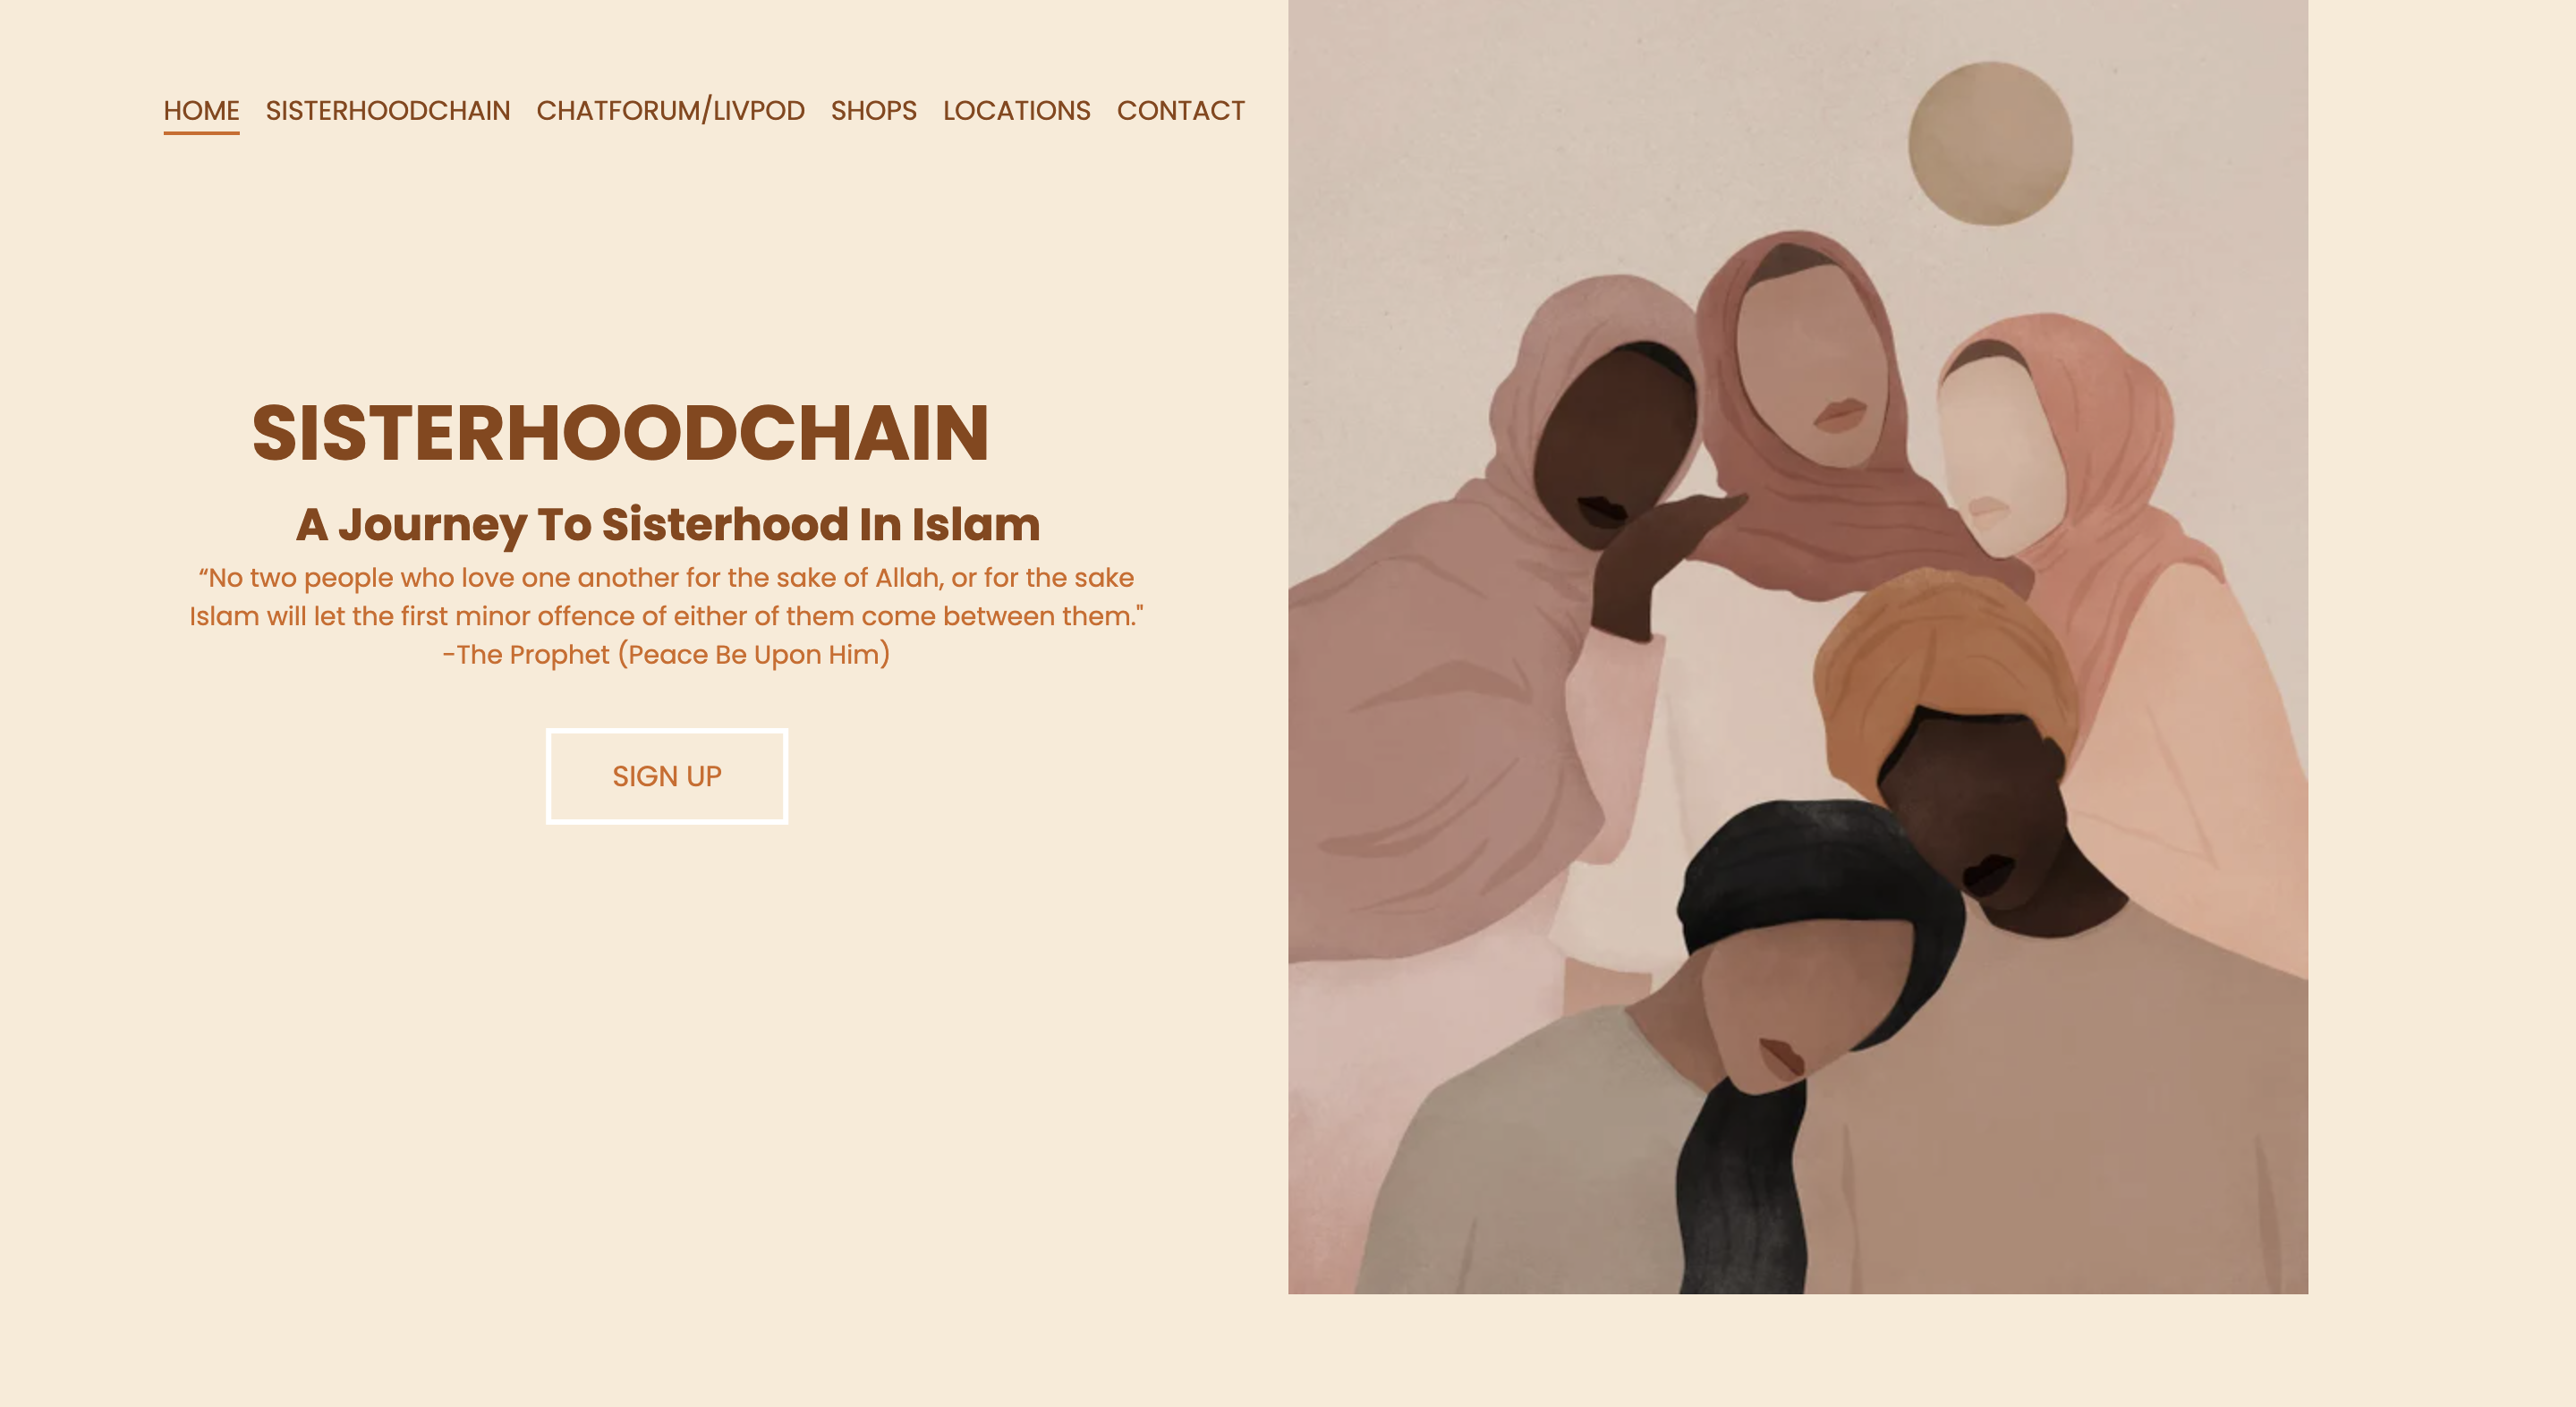 HOME SISTERHOODCHAIN CHATFORUM/LIVPOD SHOPS LOCATIONS CONTACT
SISTERHOODCHAIN
A Journey To Sisterhood In Islam
“No two people who love one another for the sake of Allah, or for the sake
Islam will let the first minor offence of either of them come between them."
-The Prophet (Peace Be Upon Him)
SIGN UP